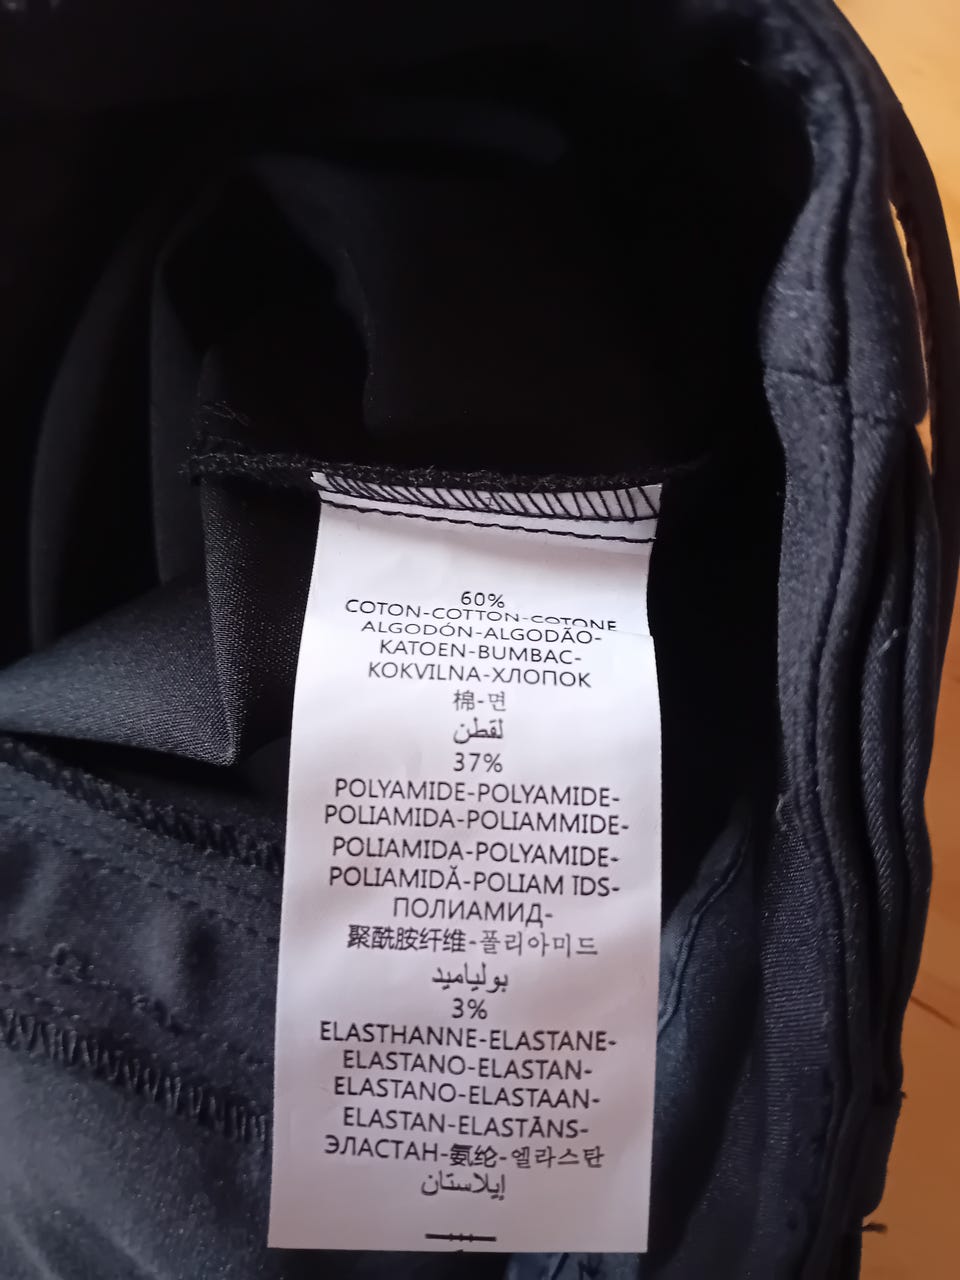 60%
COTON-COTTON-COTONE
ALGODÓN-ALGODÃO-
KATOEN-BUMBAC-
KOKVILNA-ХЛОПОК
棉-면
لقطن
37%
POLYAMIDE-POLYAMIDE-
POLIAMIDA-POLIAMMIDE-
POLIAMIDA-POLYAMIDE-
POLIAMIDĂ-POLIAM IDS-
ПОЛИАМИД-
聚酰胺纤维-폴리아미드
بولياميد
3%
ELASTHANNE-ELASTANE-
ELASTANO-ELASTAN-
ELASTANO-ELASTAAN-
ELASTAN-ELASTĀNS-
ЭЛАСТАН-氨纶-엘라스탄
إيلاستان